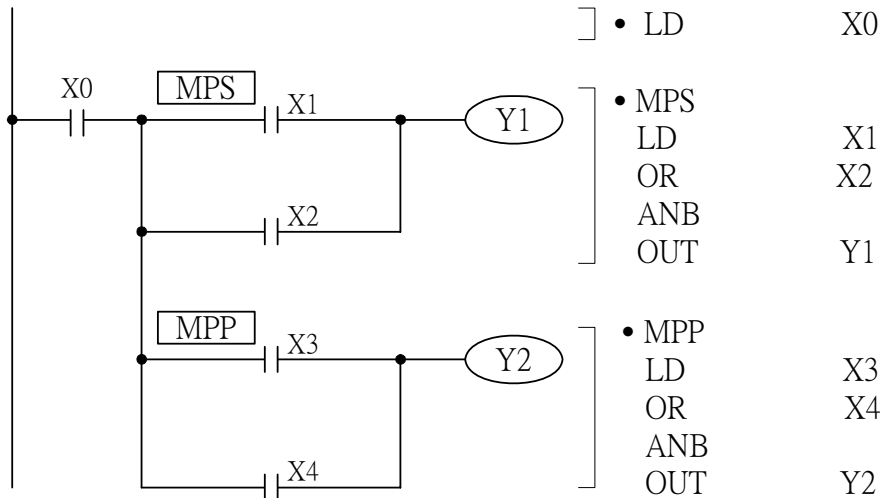 • LD X0
X0
MPS
X1
Y1
X2
• MPS
LD X1
OR X2
ANB
OUT Y1
MPP
X3
Y2
X4
• MPP
LD X3
OR X4
ANB
OUT Y2